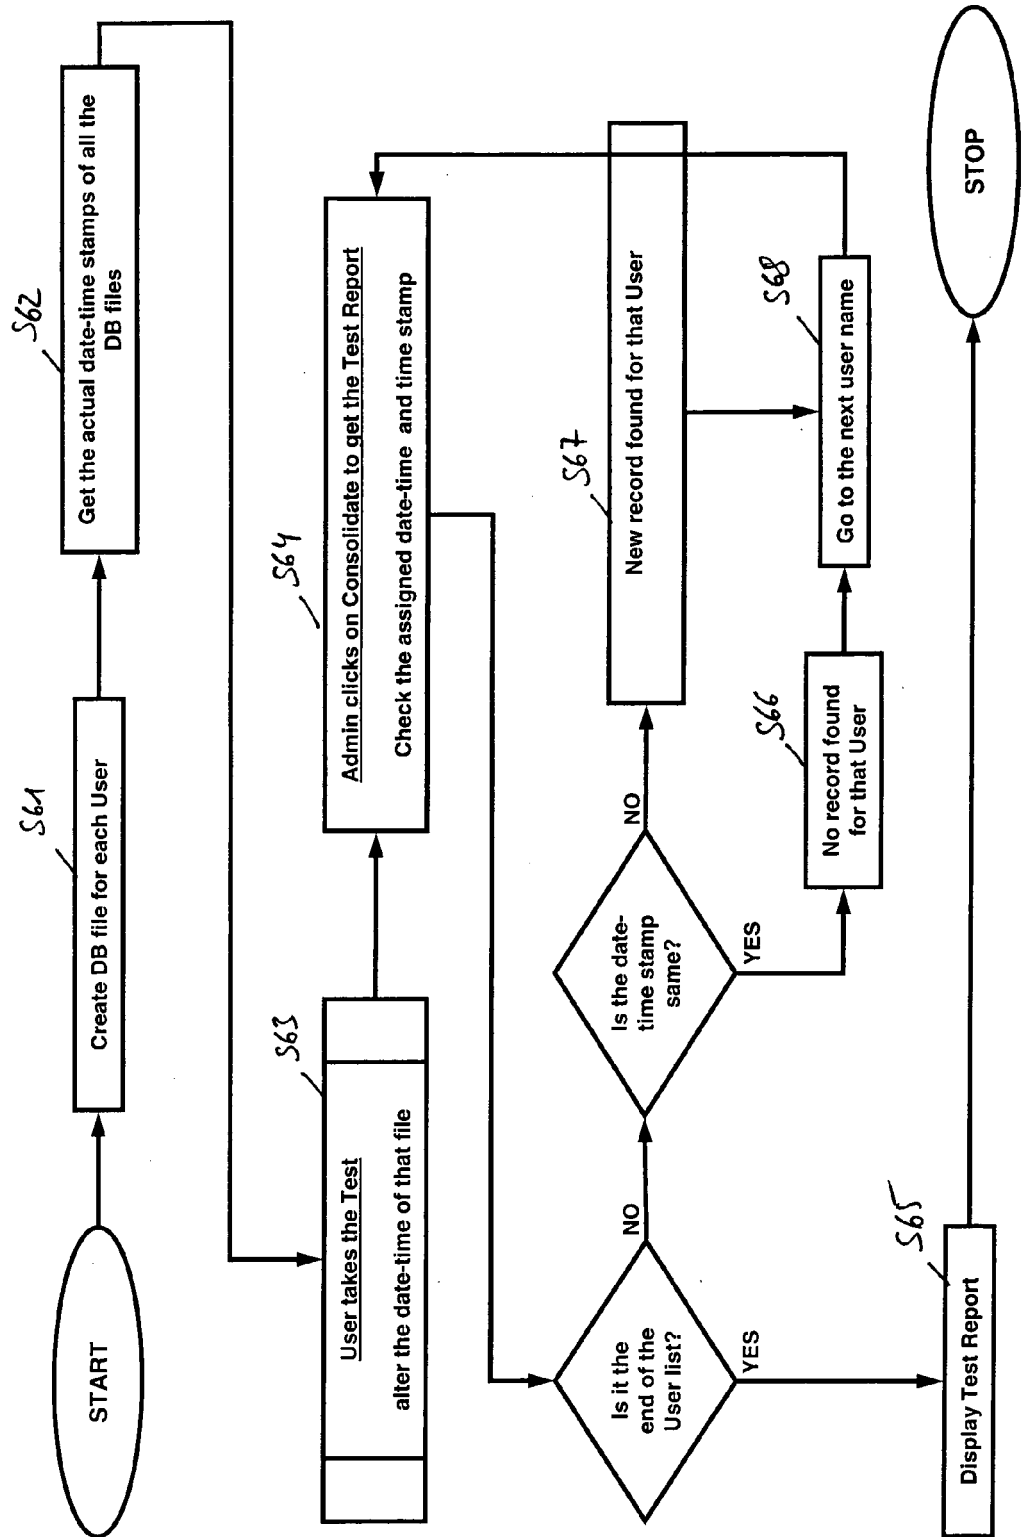 START
S61
Create DB file for each User
S62
Get the actual date-time stamps of all the
DB files
S63
User takes the Test
alter the date-time of that file
S64
Admin clicks on Consolidate to get the Test Report
Check the assigned date-time and time stamp
Is it the
end of the
User list?
NO
YES
Is the date-
time stamp
same?
NO
YES
S67
New record found for that User
S66
No record found
for that User
S68
Go to the next user name
S65
Display Test Report
STOP